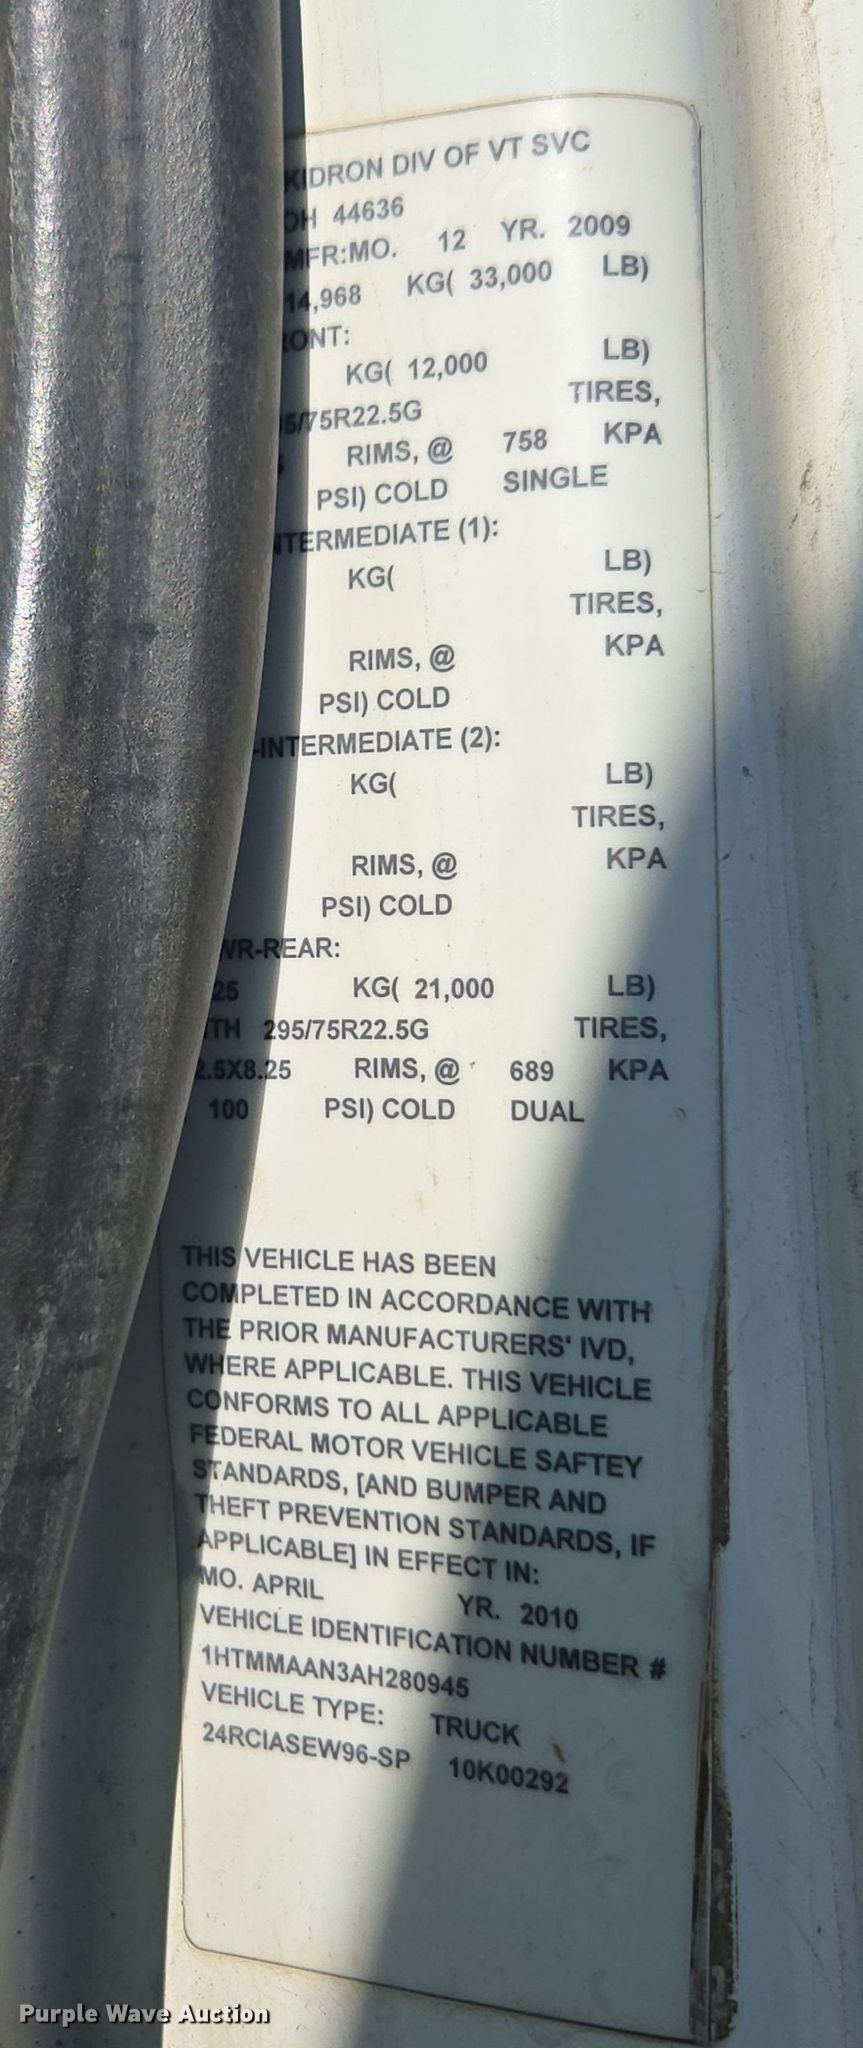 KIDRON DIV OF VT SVC
OH 44636
MFR:MO. 12 YR. 2009
14,968 KG( 33,000 LB)
RONT:
KG( 12,000 LB)
95/75R22.5G TIRES,
RIMS, @ 758 KPA
PSI) COLD SINGLE
NTERMEDIATE (1):
KG( LB)
TIRES,
RIMS, @ KPA
PSI) COLD
-INTERMEDIATE (2):
KG( LB)
TIRES,
RIMS, @ KPA
PSI) COLD
WR-REAR:
25 KG( 21,000 LB)
TH 295/75R22.5G TIRES,
2.5X8.25 RIMS, @ 689 KPA
100 PSI) COLD DUAL
THIS VEHICLE HAS BEEN
COMPLETED IN ACCORDANCE WITH
THE PRIOR MANUFACTURERS' IVD,
WHERE APPLICABLE. THIS VEHICLE
CONFORMS TO ALL APPLICABLE
FEDERAL MOTOR VEHICLE SAFTEY
STANDARDS, [AND BUMPER AND
THEFT PREVENTION STANDARDS, IF
APPLICABLE] IN EFFECT IN:
MO. APRIL YR. 2010
VEHICLE IDENTIFICATION NUMBER #
1HTMMAAN3AH280945
VEHICLE TYPE: TRUCK
24RCIASEW96-SP 10K00292
Purple Wave Auction